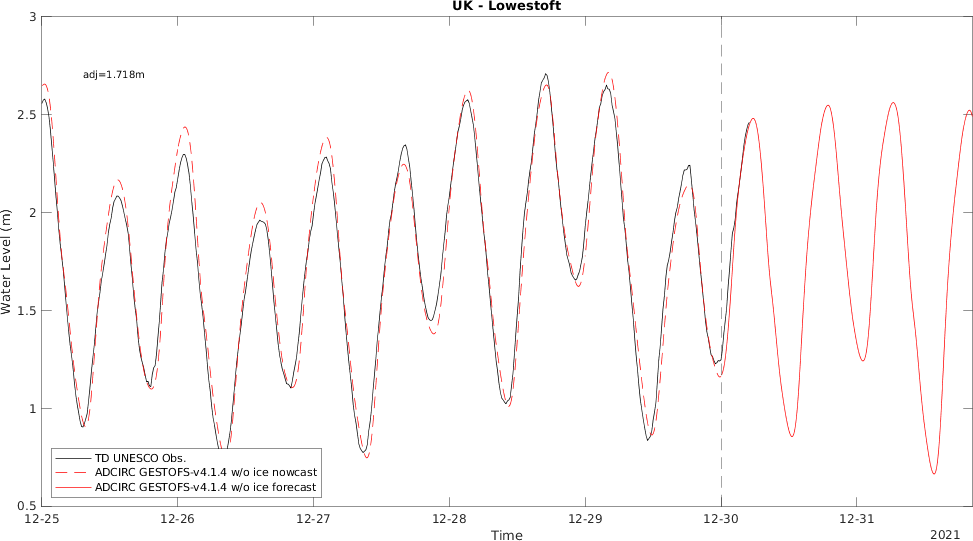 UK - Lowestoft
3
adj=1.718m
2.5
2
Water Level (m)
1.5
1
TD UNESCO Obs.
ADCIRC GESTOFS-v4.1.4 w/o ice nowcast
ADCIRC GESTOFS-v4.1.4 w/o ice forecast
0.5
12-25 12-26 12-27 12-28 12-29 12-30 12-31
Time
2021